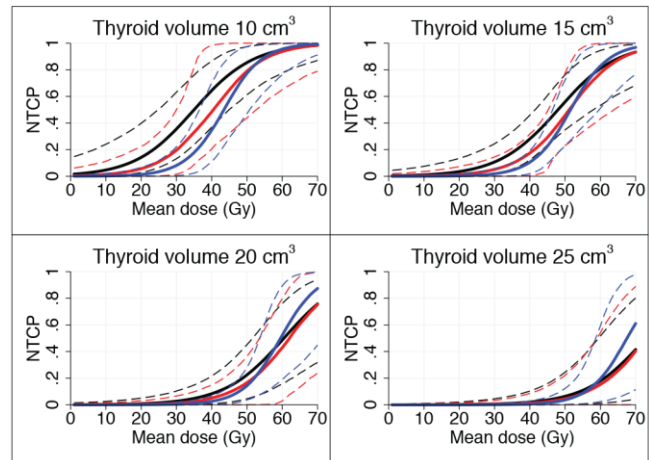 Thyroid volume 10 cm³
NTCP
0 .2 .4 .6 .8 1
0 10 20 30 40 50 60 70
Mean dose (Gy)
Thyroid volume 15 cm³
NTCP
0 .2 .4 .6 .8 1
0 10 20 30 40 50 60 70
Mean dose (Gy)
Thyroid volume 20 cm³
NTCP
0 .2 .4 .6 .8 1
0 10 20 30 40 50 60 70
Mean dose (Gy)
Thyroid volume 25 cm³
NTCP
0 .2 .4 .6 .8 1
0 10 20 30 40 50 60 70
Mean dose (Gy)